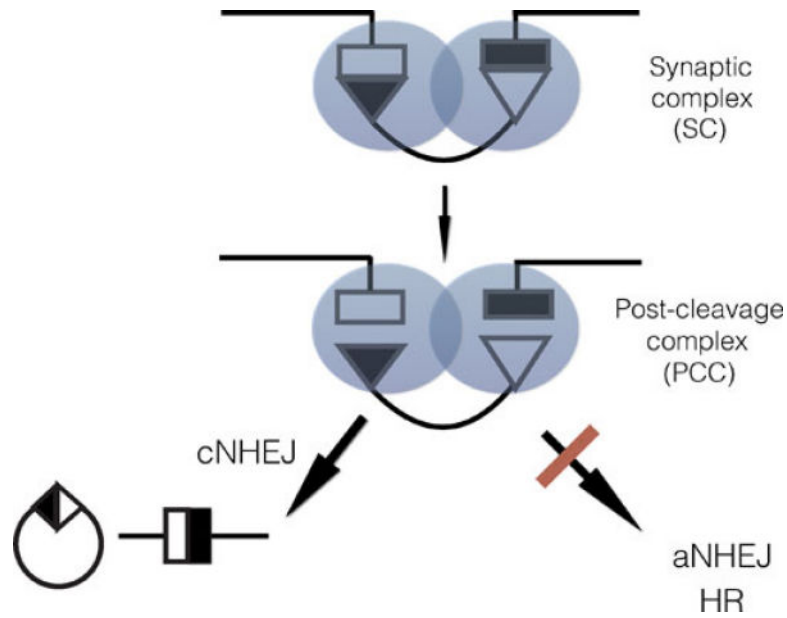 Synaptic
complex
(SC)
Post-cleavage
complex
(PCC)
cNHEJ
aNHEJ
HR